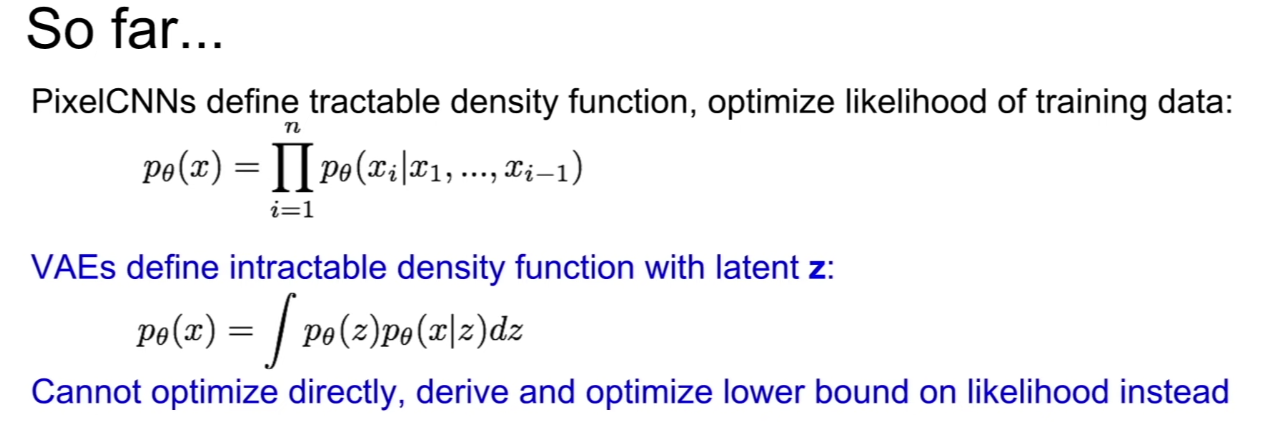 So far...
PixelCNNs define tractable density function, optimize likelihood of training data:
$p_\theta(x) = \prod_{i=1}^{n} p_\theta(x_i|x_1, ..., x_{i-1})$
VAEs define intractable density function with latent z:
$p_\theta(x) = \int p_\theta(z) p_\theta(x|z) dz$
Cannot optimize directly, derive and optimize lower bound on likelihood instead